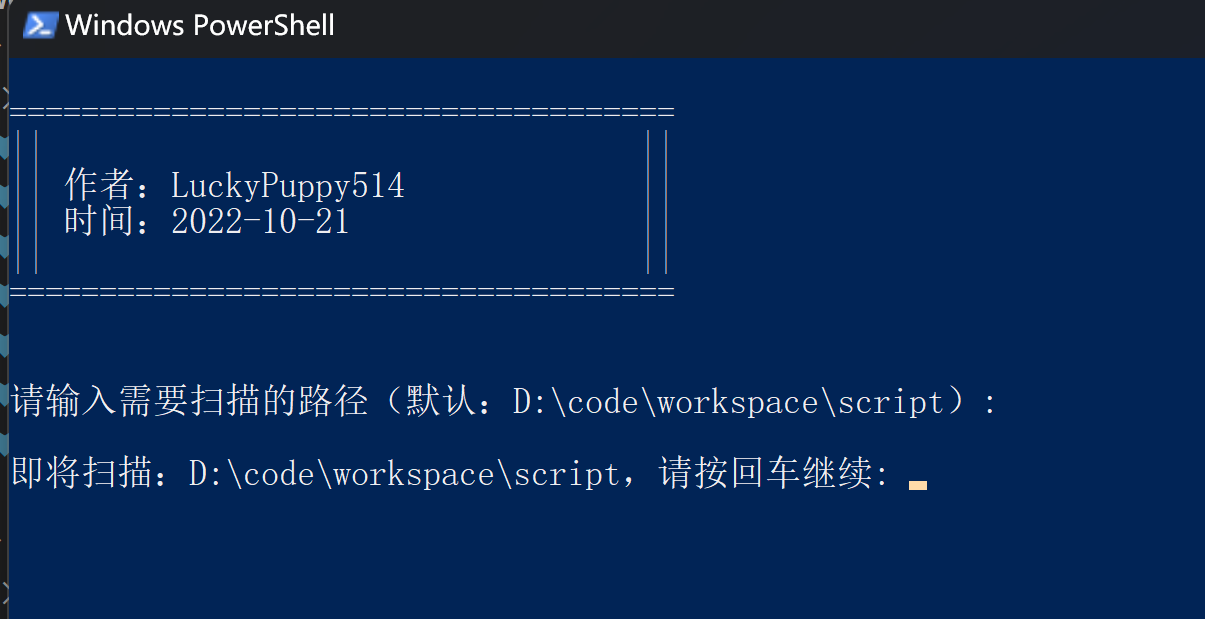 Windows PowerShell
=====================================
|| ||
|| 作者：LuckyPuppy514 ||
|| 时间：2022-10-21 ||
|| ||
=====================================
请输入需要扫描的路径（默认：D:\code\workspace\script）:
即将扫描：D:\code\workspace\script，请按回车继续: